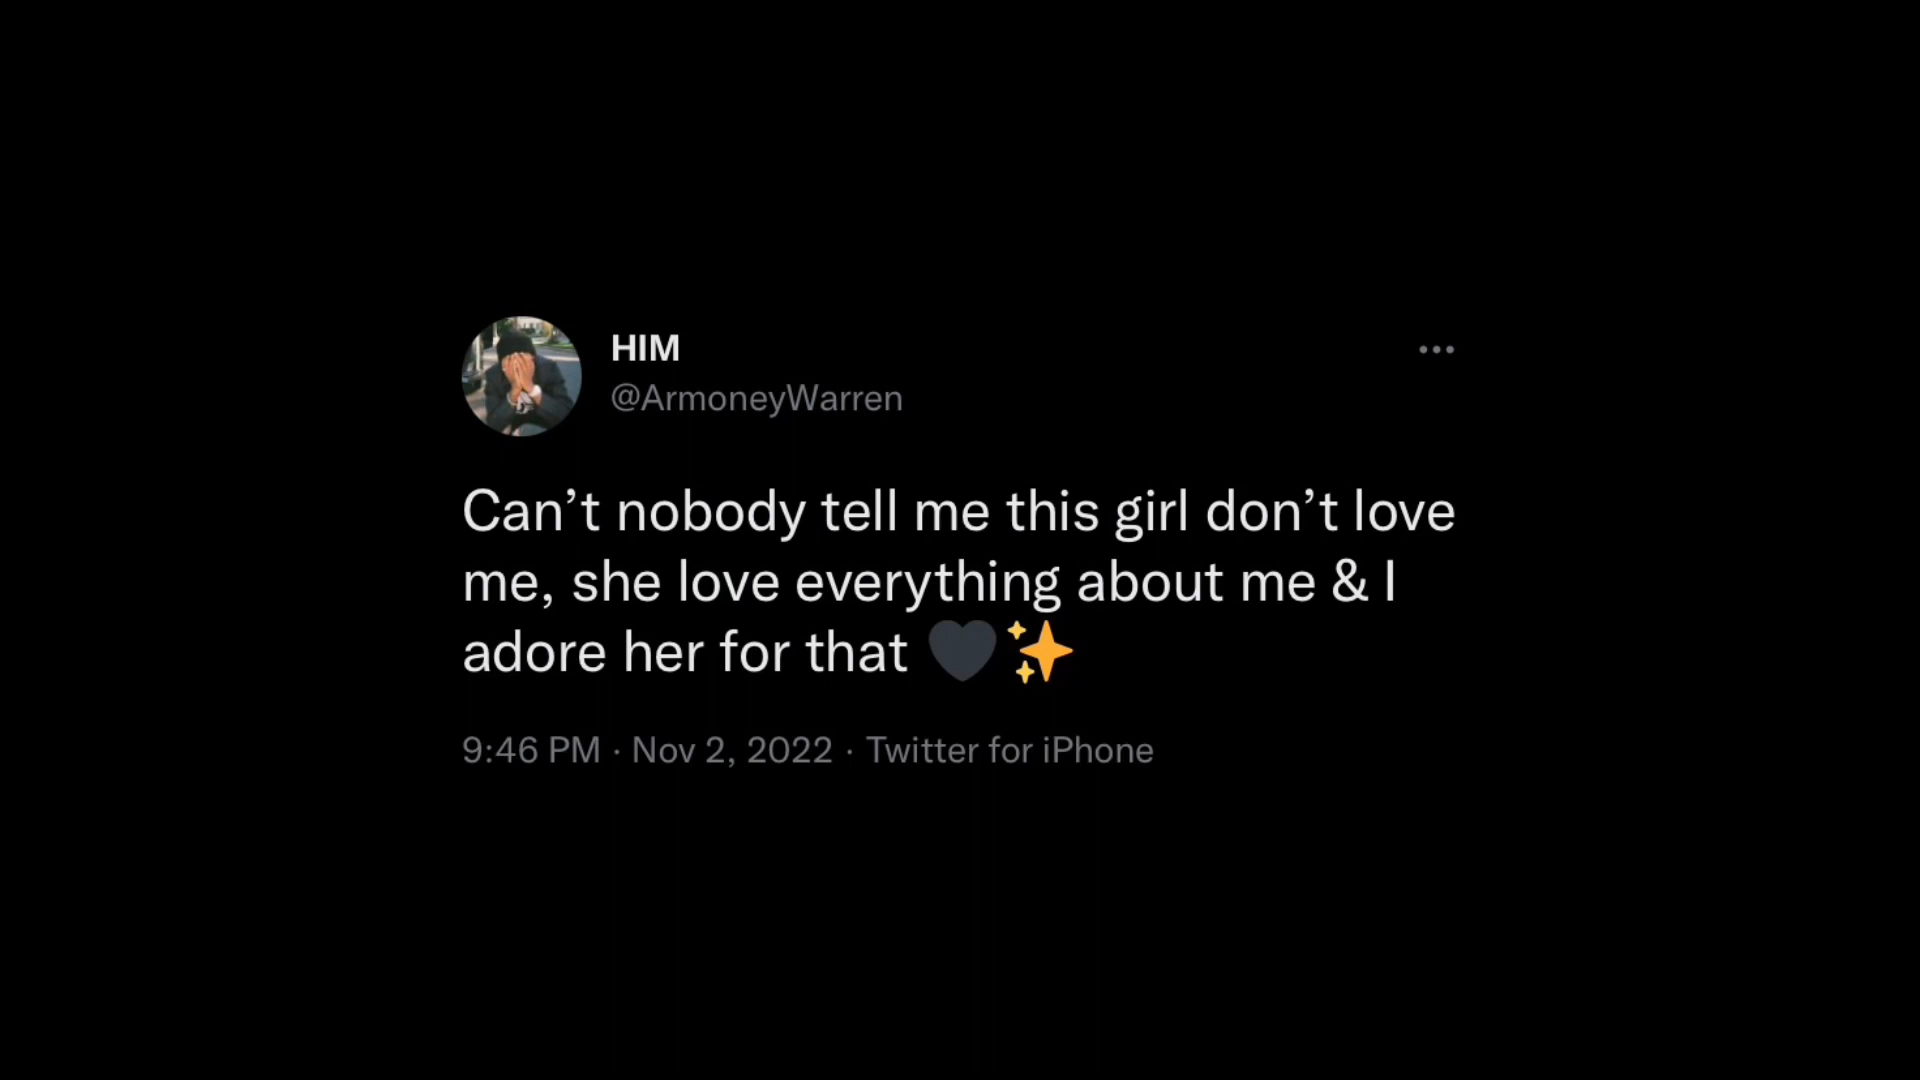 HIM
@ArmoneyWarren
Can’t nobody tell me this girl don’t love
me, she love everything about me & I
adore her for that 🖤✨
9:46 PM · Nov 2, 2022 · Twitter for iPhone